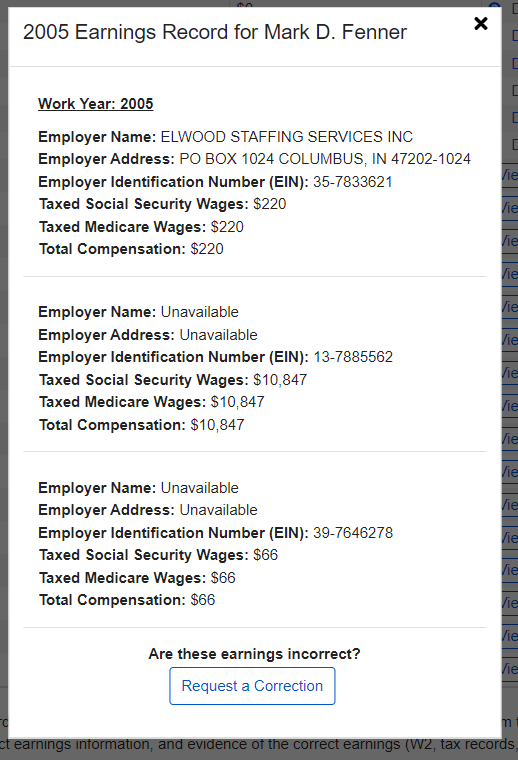 2005 Earnings Record for Mark D. Fenner
Work Year: 2005
Employer Name: ELWOOD STAFFING SERVICES INC
Employer Address: PO BOX 1024 COLUMBUS, IN 47202-1024
Employer Identification Number (EIN): 35-7833621
Taxed Social Security Wages: $220
Taxed Medicare Wages: $220
Total Compensation: $220
Employer Name: Unavailable
Employer Address: Unavailable
Employer Identification Number (EIN): 13-7885562
Taxed Social Security Wages: $10,847
Taxed Medicare Wages: $10,847
Total Compensation: $10,847
Employer Name: Unavailable
Employer Address: Unavailable
Employer Identification Number (EIN): 39-7646278
Taxed Social Security Wages: $66
Taxed Medicare Wages: $66
Total Compensation: $66
Are these earnings incorrect?
Request a Correction
earnings information, and evidence of the correct earnings (W2, tax records,